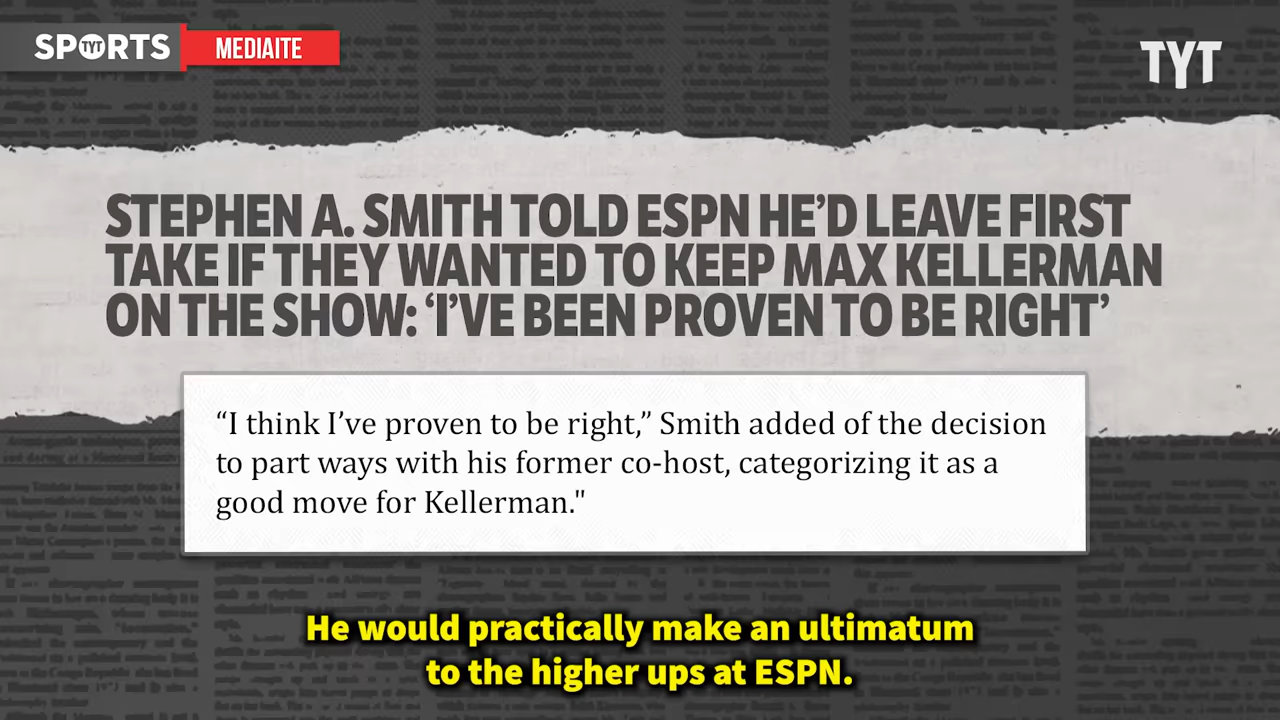 SPORTS
TYT
MEDIAITE
TYT
STEPHEN A. SMITH TOLD ESPN HE’D LEAVE FIRST
TAKE IF THEY WANTED TO KEEP MAX KELLERMAN
ON THE SHOW: ‘I’VE BEEN PROVEN TO BE RIGHT’
“I think I’ve proven to be right,” Smith added of the decision
to part ways with his former co-host, categorizing it as a
good move for Kellerman."
He would practically make an ultimatum
to the higher ups at ESPN.